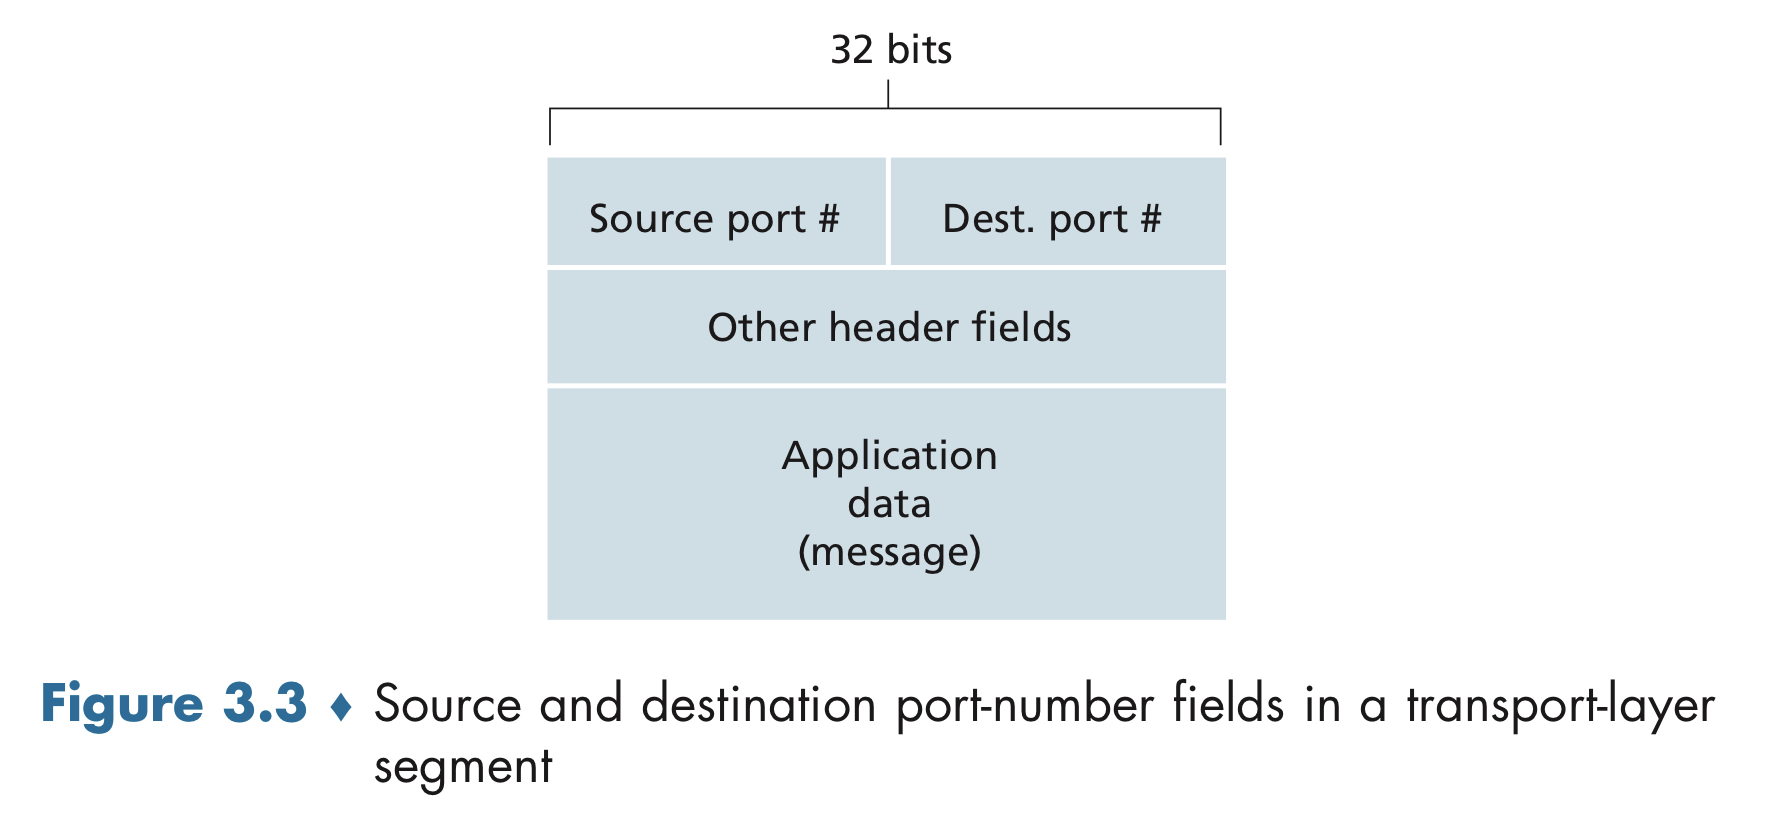 32 bits
Source port # Dest. port #
Other header fields
Application
data
(message)
Figure 3.3 ♦ Source and destination port-number fields in a transport-layer
segment